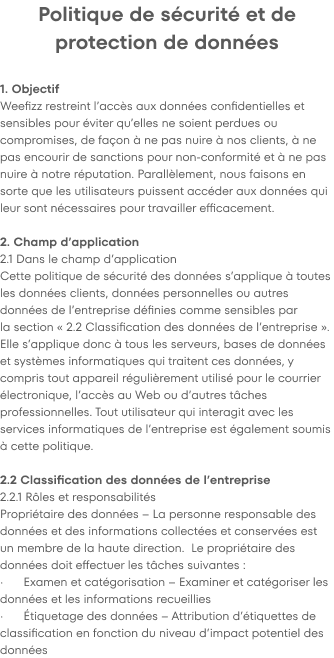 Politique de sécurité et de
protection de données
1. Objectif
Weefizz restreint l'accès aux données confidentielles et
sensibles pour éviter qu'elles ne soient perdues ou
compromises, de façon à ne pas nuire à nos clients, à ne
pas encourir de sanctions pour non-conformité et à ne pas
nuire à notre réputation. Parallèlement, nous faisons en
sorte que les utilisateurs puissent accéder aux données qui
leur sont nécessaires pour travailler efficacement.
2. Champ d'application
2.1 Dans le champ d'application
Cette politique de sécurité des données s'applique à toutes
les données clients, données personnelles ou autres
données de l'entreprise définies comme sensibles par
la section « 2.2 Classification des données de l'entreprise ».
Elle s'applique donc à tous les serveurs, bases de données
et systèmes informatiques qui traitent ces données, y
compris tout appareil régulièrement utilisé pour le courrier
électronique, l'accès au Web ou d'autres tâches
professionnelles. Tout utilisateur qui interagit avec les
services informatiques de l'entreprise est également soumis
à cette politique.
2.2 Classification des données de l'entreprise
2.2.1 Rôles et responsabilités
Propriétaire des données – La personne responsable des
données et des informations collectées et conservées est
un membre de la haute direction.  Le propriétaire des
données doit effectuer les tâches suivantes :
· Examen et catégorisation – Examiner et catégoriser les
données et les informations recueillies
· Étiquetage des données – Attribution d'étiquettes de
classification en fonction du niveau d'impact potentiel des
données